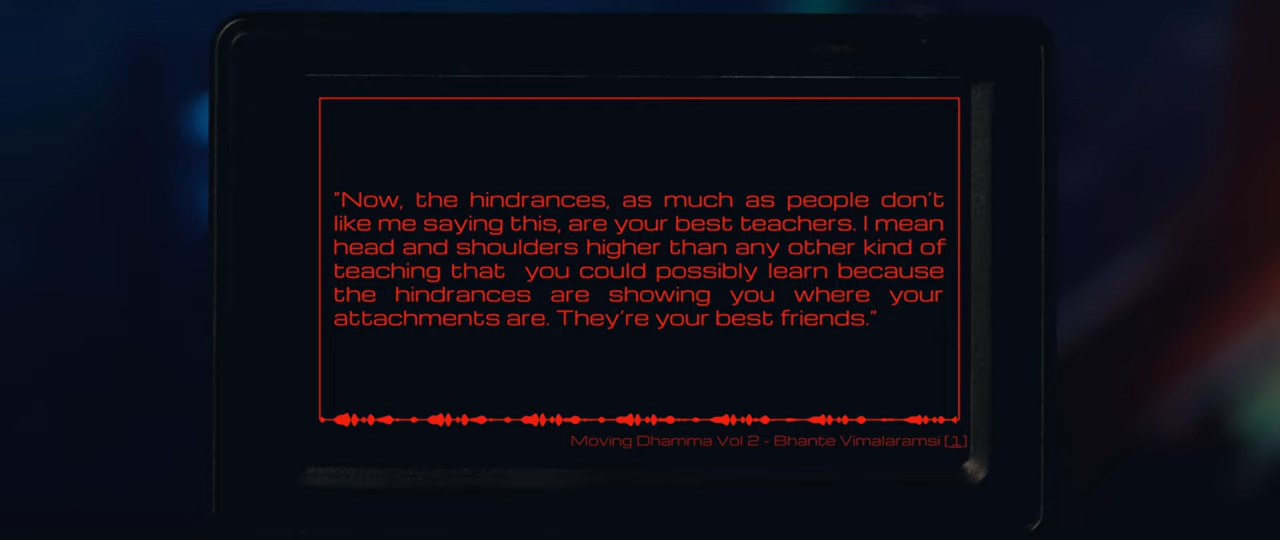 "Now, the hindrances, as much as people don't
like me saying this, are your best teachers. I mean
head and shoulders higher than any other kind of
teaching that you could possibly learn because
the hindrances are showing you where your
attachments are. They're your best friends."
Moving Dhamma Vol 2 - Bhante Vimalaramsi [1]